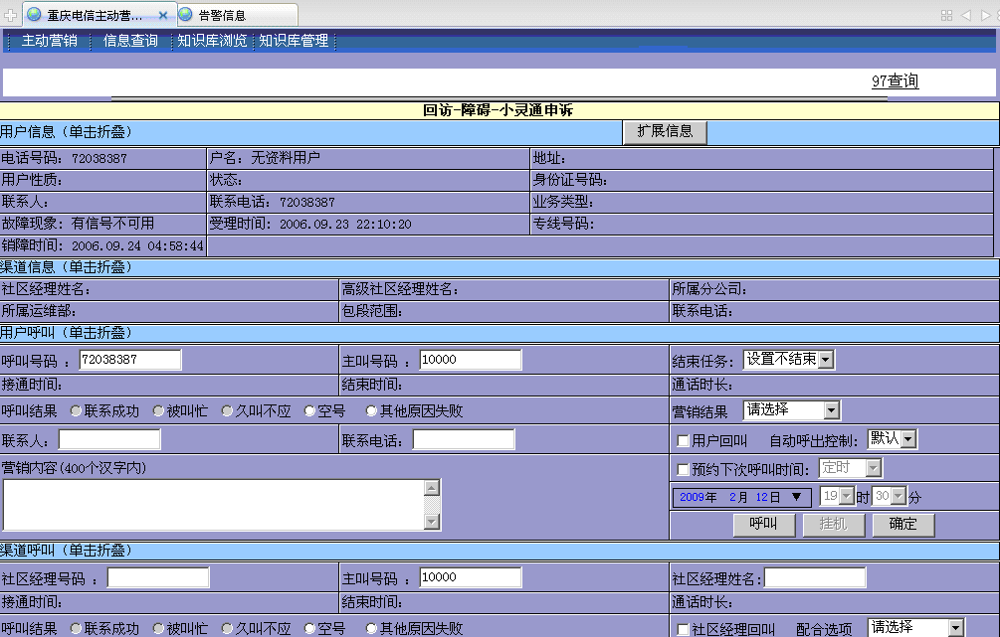 重庆电信主动营... 告警信息
主动营销 信息查询 知识库浏览 知识库管理
97查询
回访-障碍-小灵通申诉
用户信息（单击折叠） 扩展信息
电话号码: 72038387 户名: 无资料用户 地址:
用户性质: 状态: 身份证号码:
联系人: 联系电话: 72038387 业务类型:
故障现象: 有信号不可用 受理时间: 2006.09.23 22:10:20 专线号码:
销障时间: 2006.09.24 04:58:44
渠道信息（单击折叠）
社区经理姓名: 高级社区经理姓名: 所属分公司:
所属运维部: 包段范围: 联系电话:
用户呼叫（单击折叠）
呼叫号码 : 72038387 主叫号码 : 10000 结束任务: 设置不结束
接通时间: 结束时间: 通话时长:
呼叫结果 联系成功 被叫忙 久叫不应 空号 其他原因失败 营销结果 请选择
联系人: 联系电话: 用户回叫 自动呼出控制: 默认
营销内容(400个汉字内) 预约下次呼叫时间: 定时
2009年 2月 12日 19 时 30 分
呼叫 挂机 确定
渠道呼叫（单击折叠）
社区经理号码 : 主叫号码 : 10000 社区经理姓名:
接通时间: 结束时间: 通话时长:
呼叫结果 联系成功 被叫忙 久叫不应 空号 其他原因失败 社区经理回叫 配合选项 请选择